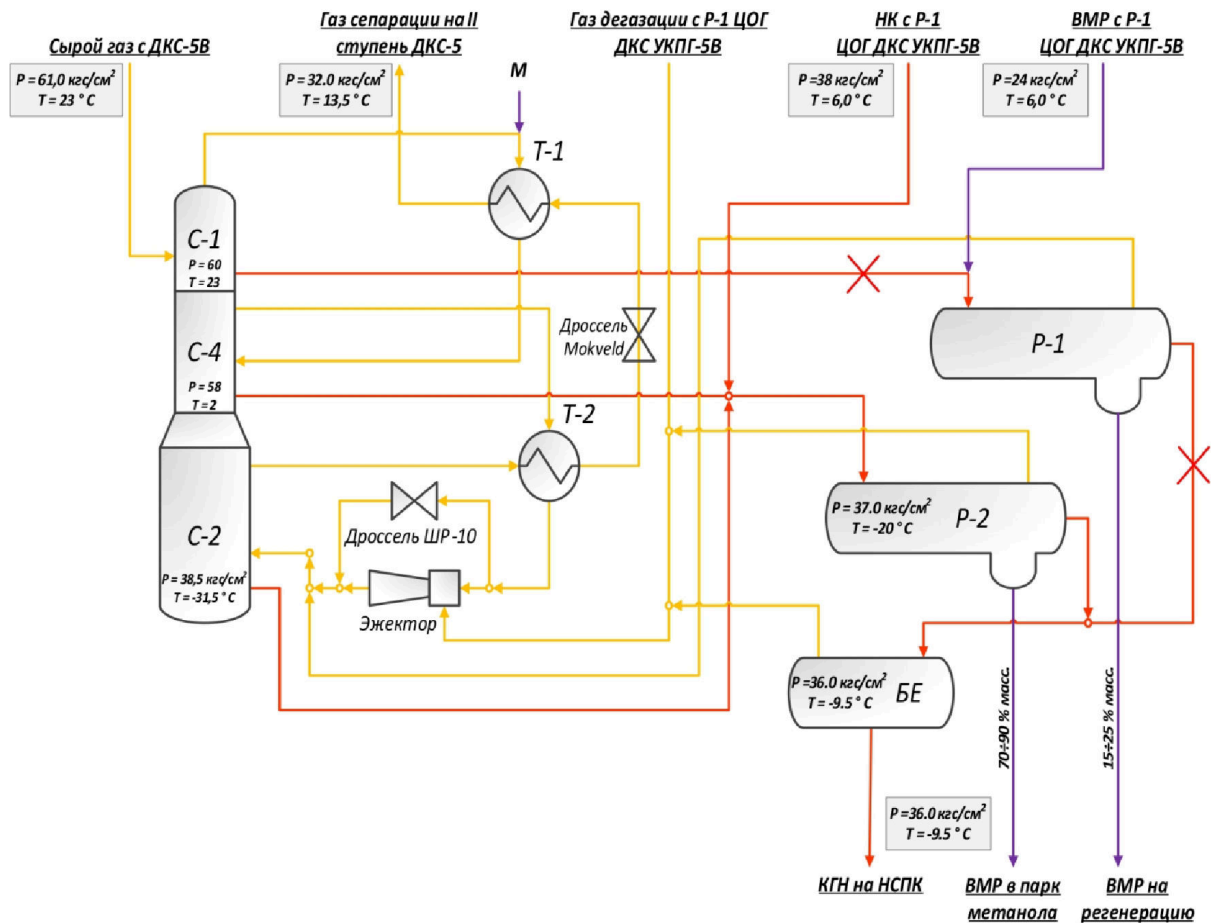 Сырой газ с ДКС-5В
P = 61,0 кгс/см²
T = 23 ° C
Газ сепарации на II
ступень ДКС-5
P = 32.0 кгс/см²
T = 13,5 ° C
Газ дегазации с Р-1 ЦОГ
ДКС УКПГ-5В
НК с Р-1
ЦОГ ДКС УКПГ-5В
P = 38 кгс/см²
T = 6,0 ° C
ВМР с Р-1
ЦОГ ДКС УКПГ-5В
P =24 кгс/см²
T = 6,0 ° C
М
Т-1
С-1
P = 60
T = 23
С-4
P = 58
T = 2
Дроссель
Mokveld
Р-1
Т-2
С-2
P = 38,5 кгс/см²
T = -31,5 ° C
Дроссель ШР-10
Эжектор
P = 37.0 кгс/см²
T = -20 ° C
Р-2
P =36.0 кгс/см²
T = -9.5 ° C
БЕ
70÷90 % масс.
15÷25 % масс.
P =36.0 кгс/см²
T = -9.5 ° C
КГН на НСПК
ВМР в парк
метанола
ВМР на
регенерацию